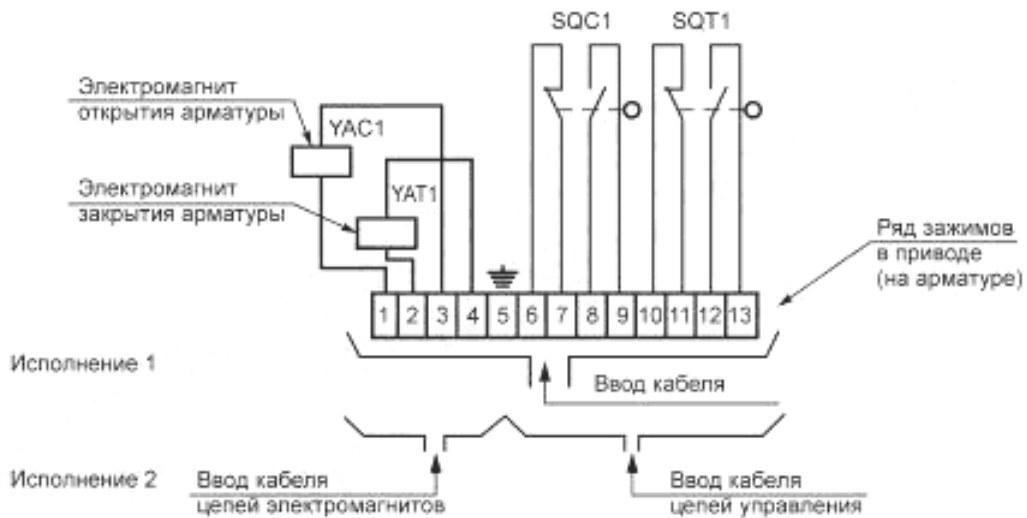 SQC1 SQT1
Электромагнит
открытия арматуры
YAC1
Электромагнит
закрытия арматуры
YAT1
Ряд зажимов
в приводе
(на арматуре)
1 2 3 4 5 6 7 8 9 10 11 12 13
Исполнение 1
Ввод кабеля
Исполнение 2
Ввод кабеля
цепей электромагнитов
Ввод кабеля
цепей управления